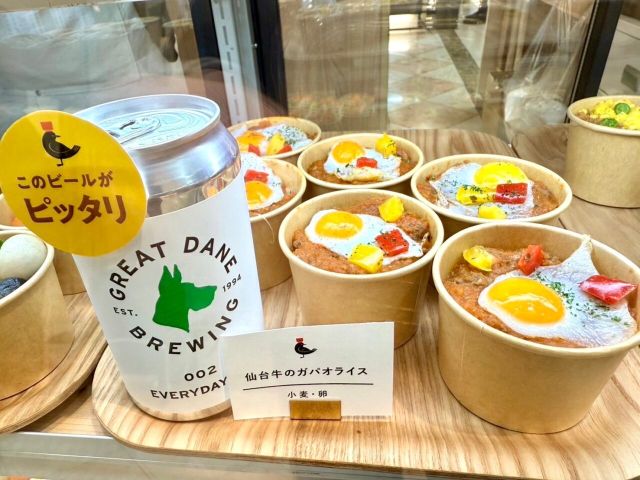 このビールが
ピッタリ
GREAT DANE
EST. 1994
BREWING
002
EVERYDAY
仙台牛のガパオライス
小麦・卵